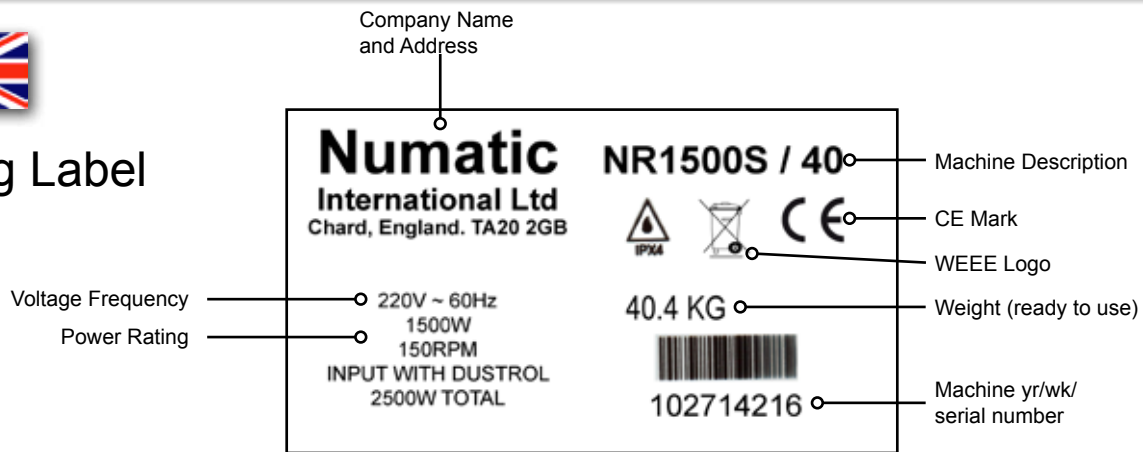 Company Name
and Address
g Label
Numatic
International Ltd
Chard, England. TA20 2GB
NR1500S / 40
Machine Description
IPX4
CE
CE Mark
WEEE Logo
Voltage Frequency
220V ~ 60Hz
Power Rating
1500W
150RPM
INPUT WITH DUSTROL
2500W TOTAL
40.4 KG
Weight (ready to use)
102714216
Machine yr/wk/
serial number